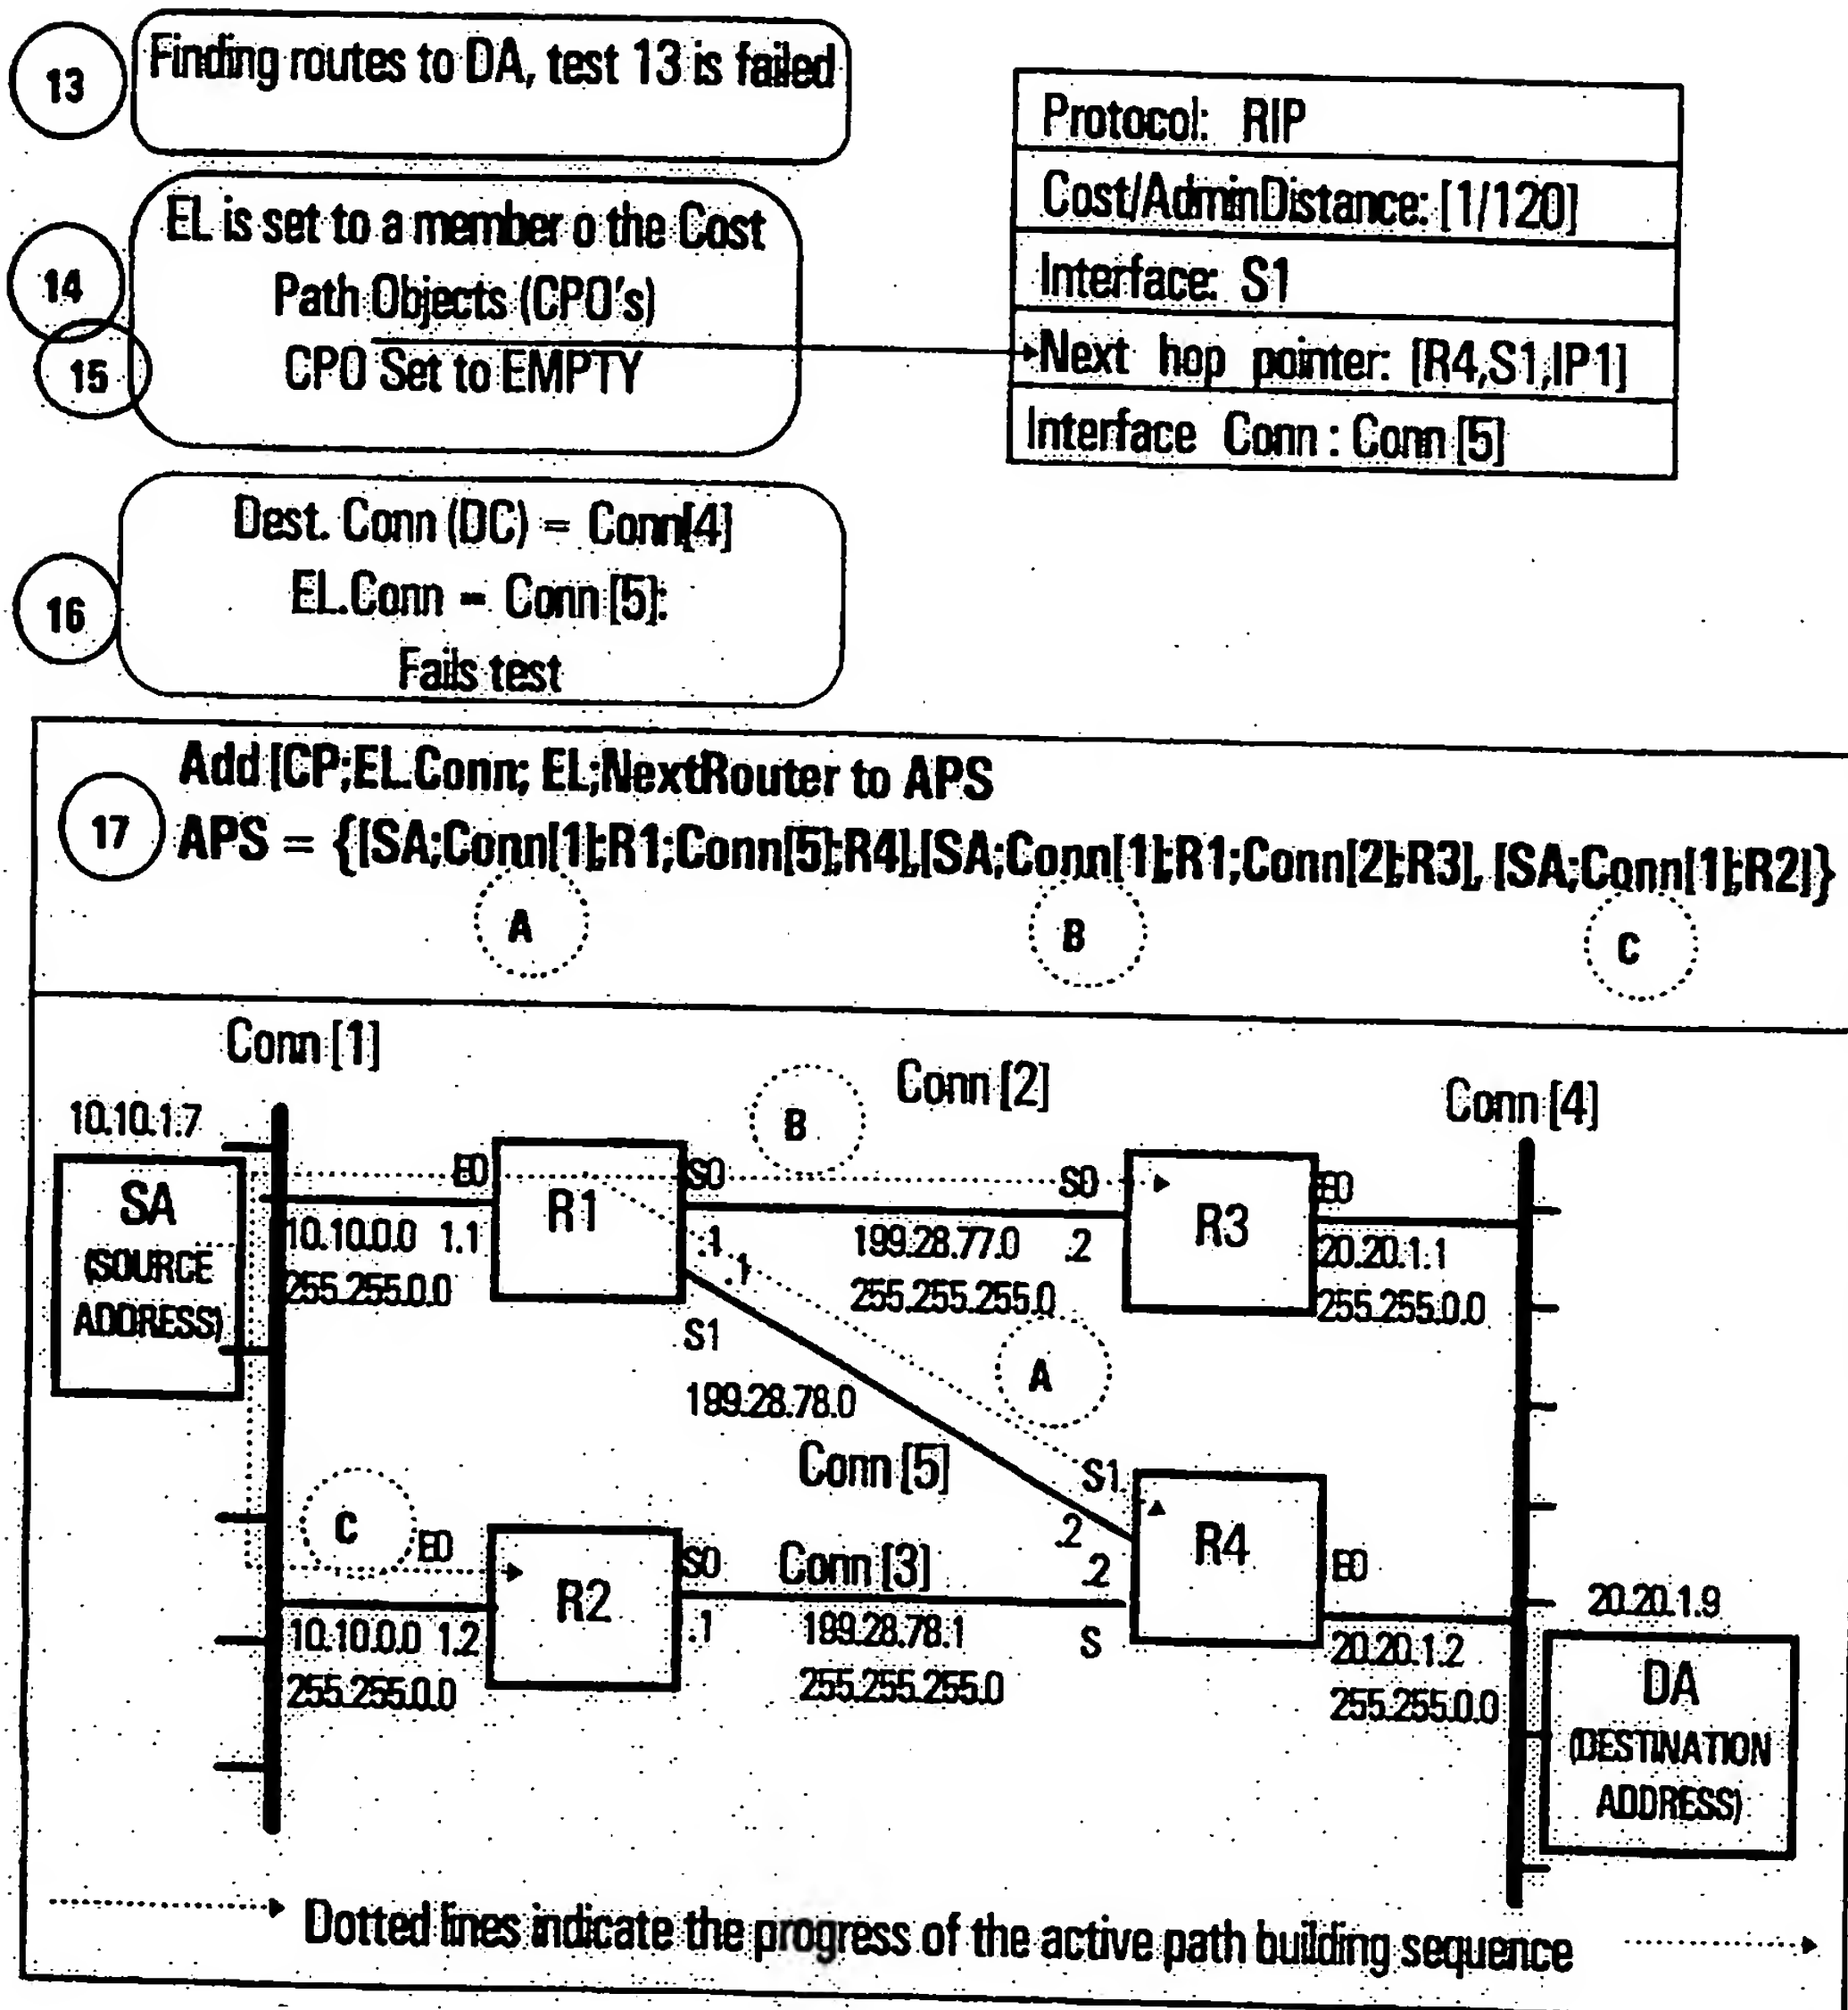 13
Finding routes to DA, test 13 is failed
14
EL is set to a member o the Cost
Path Objects (CPO's)
15
CPO Set to EMPTY
Protocol: RIP
Cost/AdminDistance: [1/120]
Interface: S1
Next hop pointer: [R4,S1,IP1]
Interface Conn : Conn [5]
16
Dest. Conn (DC) = Conn[4]
EL.Conn = Conn [5]:
Fails test
17
Add [CP;EL.Conn; EL;NextRouter to APS
APS = {[SA;Conn[1];R1;Conn[5];R4],[SA;Conn[1];R1;Conn[2];R3], [SA;Conn[1];R2]}
A
B
C
Conn [1]
Conn [2]
Conn [4]
10.10.1.7
B
SA
(SOURCE
ADDRESS)
E0
R1
S0
S0
R3
E0
10.10.0.0 1.1
255.255.0.0
.1
.1
199.28.77.0 .2
255.255.255.0
20.20.1.1
255.255.0.0
S1
A
199.28.78.0
Conn [5]
S1
.2
C
E0
R2
S0
Conn [3]
.2
R4
E0
10.10.0.0 1.2
255.255.0.0
.1
199.28.78.1
255.255.255.0
S
20.20.1.2
255.255.0.0
20.20.1.9
DA
(DESTINATION
ADDRESS)
Dotted lines indicate the progress of the active path building sequence